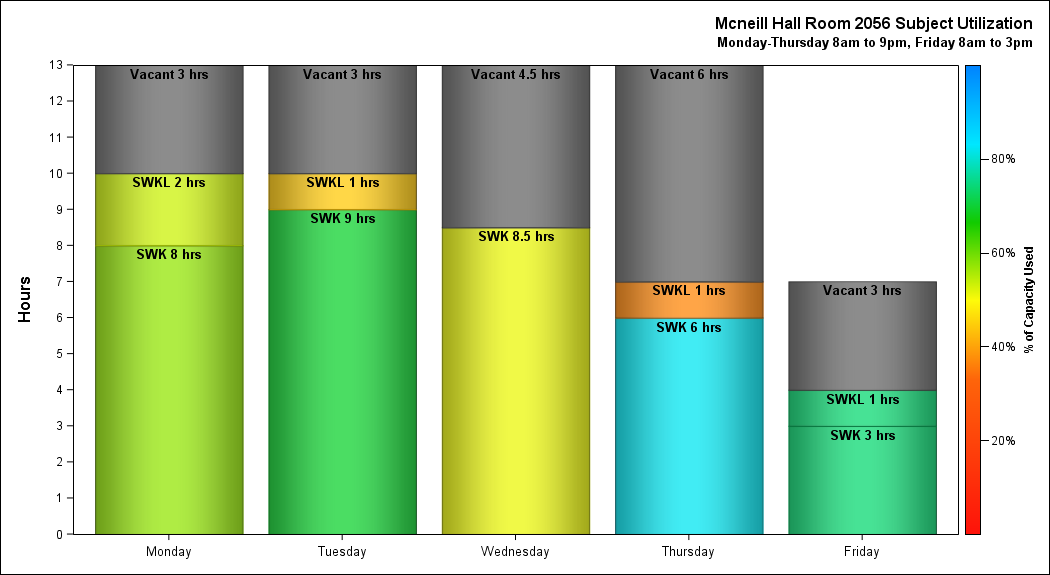 Mcneill Hall Room 2056 Subject Utilization
Monday-Thursday 8am to 9pm, Friday 8am to 3pm
Hours
13
12
11
10
9
8
7
6
5
4
3
2
1
0
Vacant 3 hrs
SWKL 2 hrs
SWK 8 hrs
Vacant 3 hrs
SWKL 1 hrs
SWK 9 hrs
Vacant 4.5 hrs
SWK 8.5 hrs
Vacant 6 hrs
SWKL 1 hrs
SWK 6 hrs
Vacant 3 hrs
SWKL 1 hrs
SWK 3 hrs
Monday
Tuesday
Wednesday
Thursday
Friday
80%
60%
40%
20%
% of Capacity Used